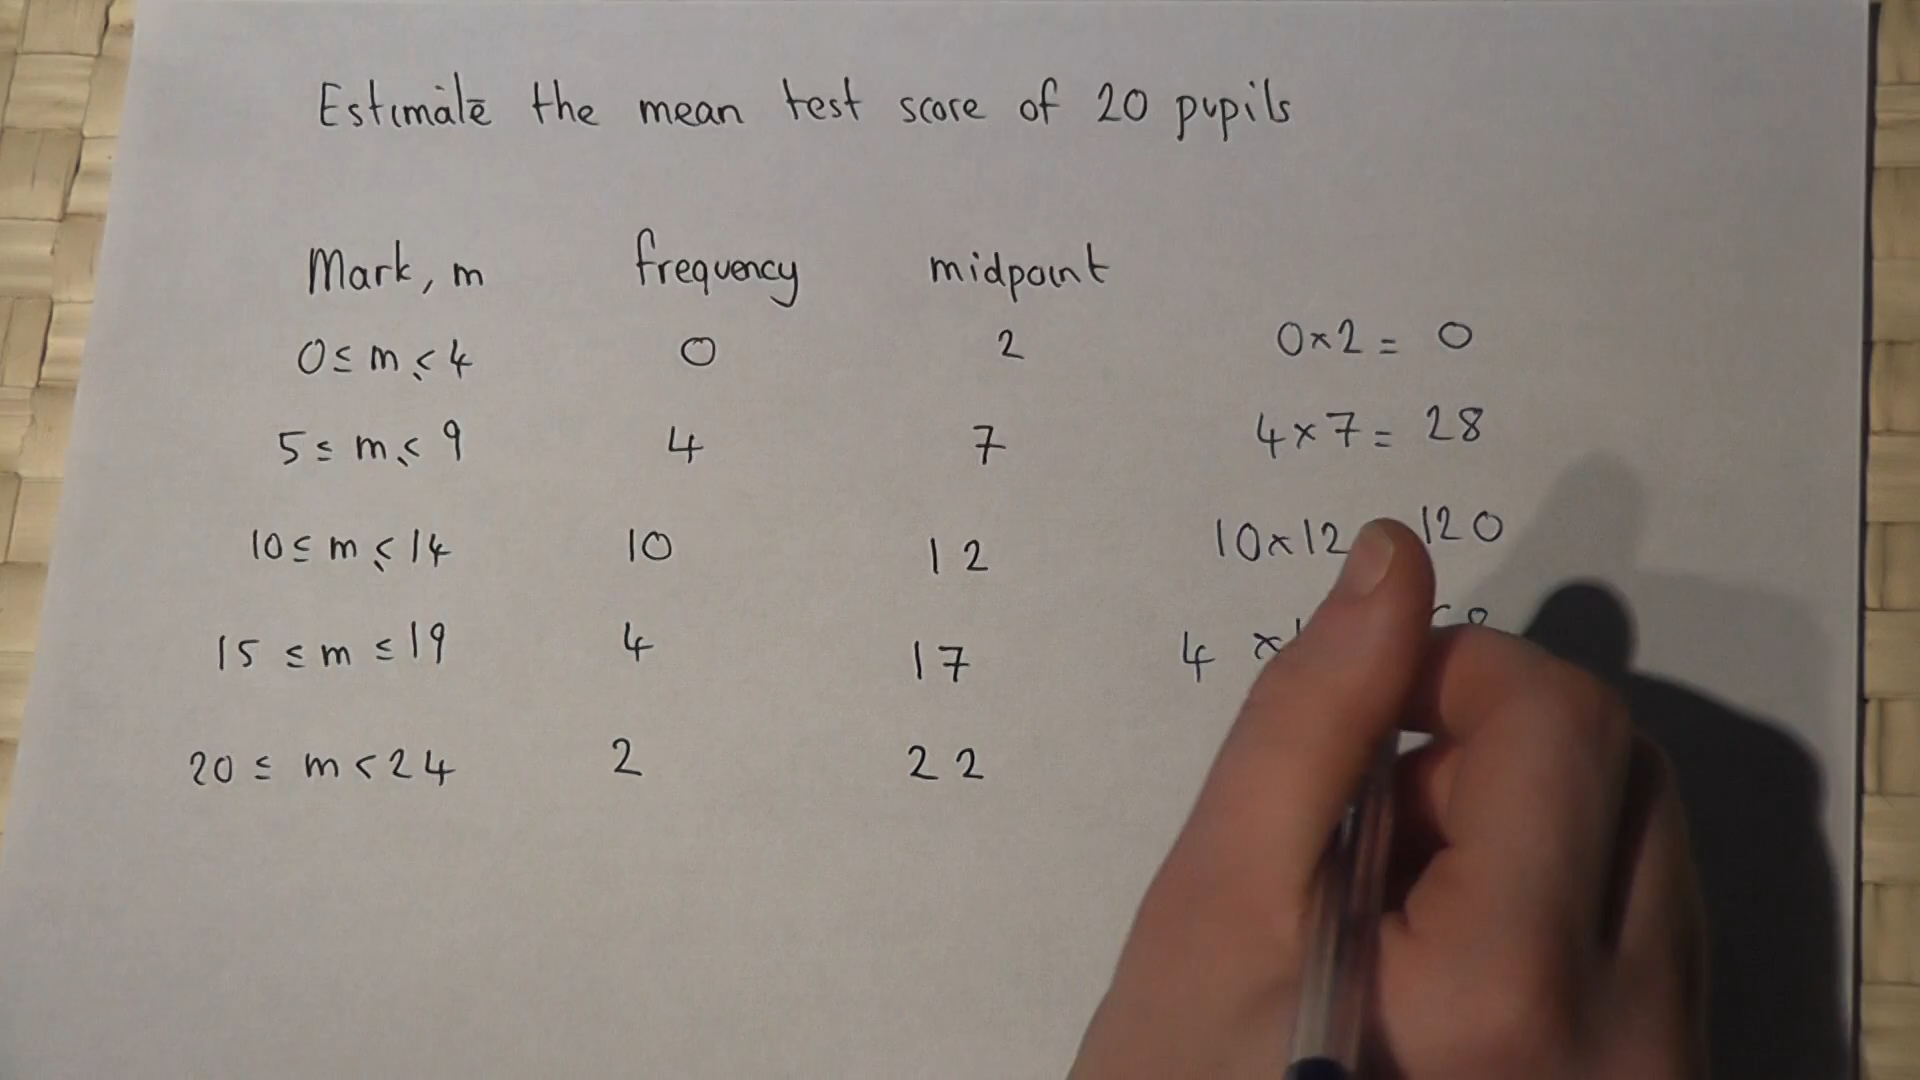 Estimate the mean test score of 20 pupils
Mark, m frequency midpoint
0 ≤ m ≤ 4 0 2 0×2 = 0
5 ≤ m ≤ 9 4 7 4×7 = 28
10 ≤ m ≤ 14 10 12 10×12 120
15 ≤ m ≤ 19 4 17 4 ×
20 ≤ m < 24 2 22